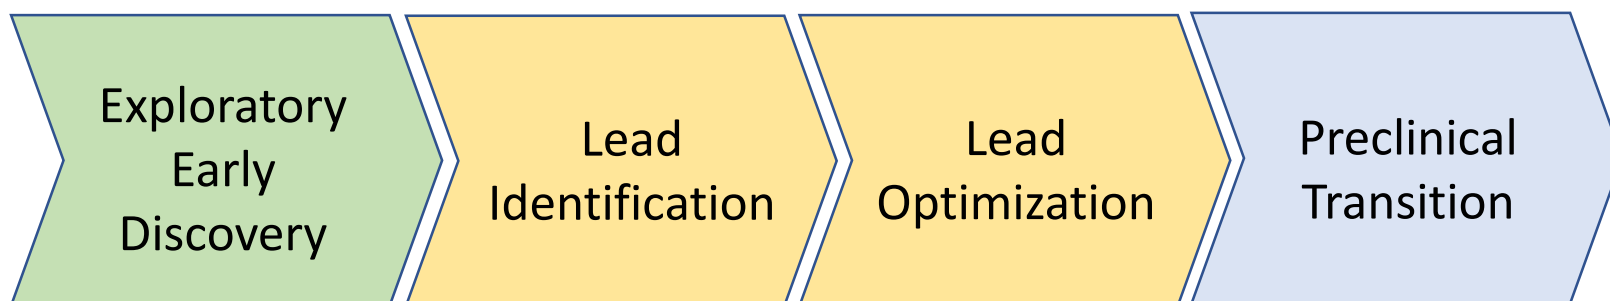 Exploratory
Early
Discovery
Lead
Identification
Lead
Optimization
Preclinical
Transition